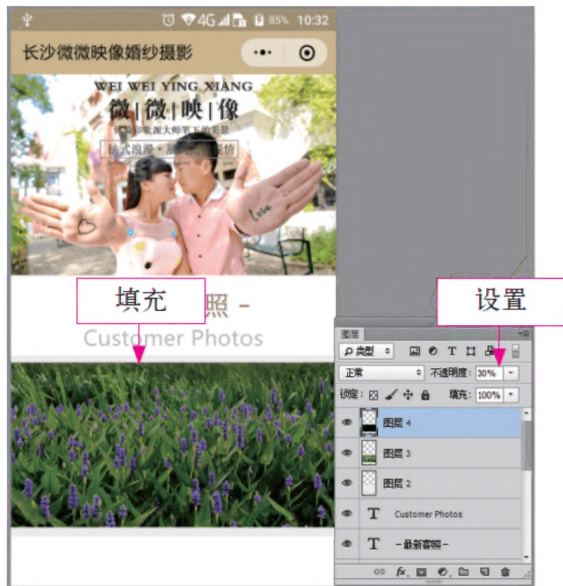 4G 85% 10:32
长沙微微映像婚纱摄影
WEI WEI YING XIANG
微|微|映|像
Love
填充
照 -
Customer Photos
设置
图层
类型
T
正常
不透明度: 30%
锁定:
填充: 100%
图层 4
图层 3
图层 2
T Customer Photos
T -最新客照-
fx